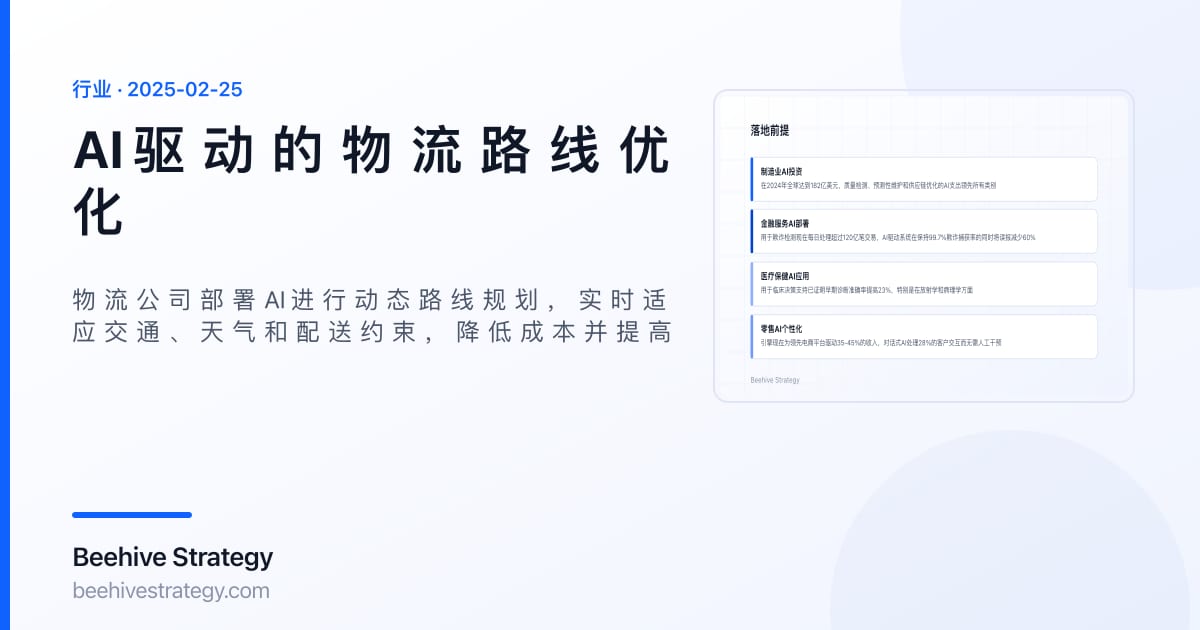 行业 · 2025-02-25
AI驱动的物流路线优
化
物流公司部署AI进行动态路线规划，实时适
应交通、天气和配送约束，降低成本并提高
Beehive Strategy
beehivestrategy.com
落地前提
制造业AI投资
在2024年全球达到182亿美元，质量检测、预测性维护和供应链优化的AI支出领先所有类别
金融服务AI部署
用于欺诈检测现在每日处理超过120亿笔交易，AI驱动系统在保持99.7%欺诈捕获率的同时将误报减少60%
医疗保健AI应用
用于临床决策支持已证明早期诊断准确率提高23%，特别是在放射学和病理学方面
零售AI个性化
引擎现在为领先电商平台驱动35-45%的收入，对话式AI处理28%的客户交互而无需人工干预
Beehive Strategy